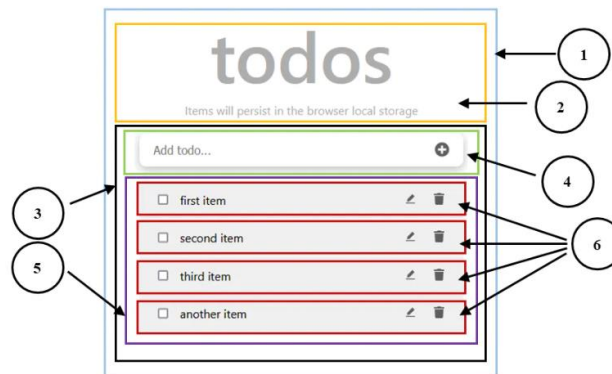 todos
1
Items will persist in the browser local storage
2
Add todo...
4
3
first item
second item
6
5
third item
another item